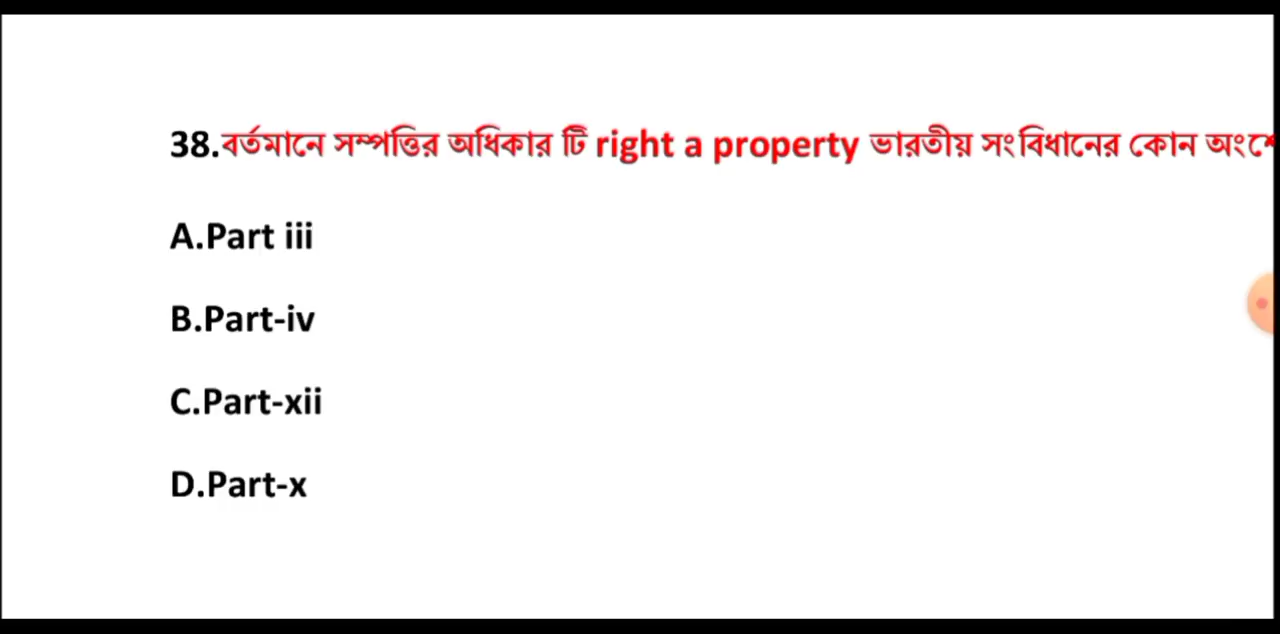 38.বর্তমানে সম্পত্তির অধিকার টি right a property ভারতীয় সংবিধানের কোন অংশে
A.Part iii
B.Part-iv
C.Part-xii
D.Part-x